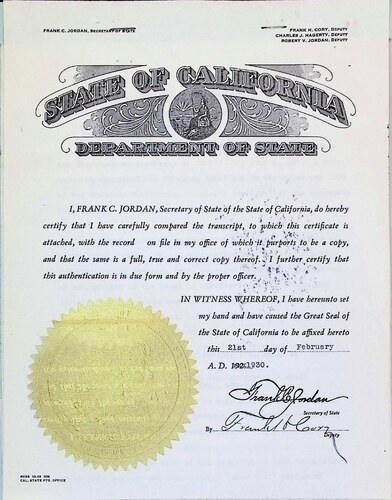 FRANK C. JORDAN, SECRETARY OF STATE
FRANK H. CORY, DEPUTY
CHARLES J. HAGERTY, DEPUTY
ROBERT V. JORDAN, DEPUTY
STATE OF CALIFORNIA
DEPARTMENT OF STATE
I, FRANK C. JORDAN, Secretary of State of the State of California, do hereby
certify that I have carefully compared the transcript, to which this certificate is
attached, with the record on file in my office of which it purports to be a copy,
and that the same is a full, true and correct copy thereof. I further certify that
this authentication is in due form and by the proper officer.
IN WITNESS WHEREOF, I have hereunto set
my hand and have caused the Great Seal of
the State of California to be affixed hereto
this 21st day of February
A. D. 1930.
Frank C. Jordan
Secretary of State
By Frank H Cory
Deputy
CAL. STATE PTG. OFFICE